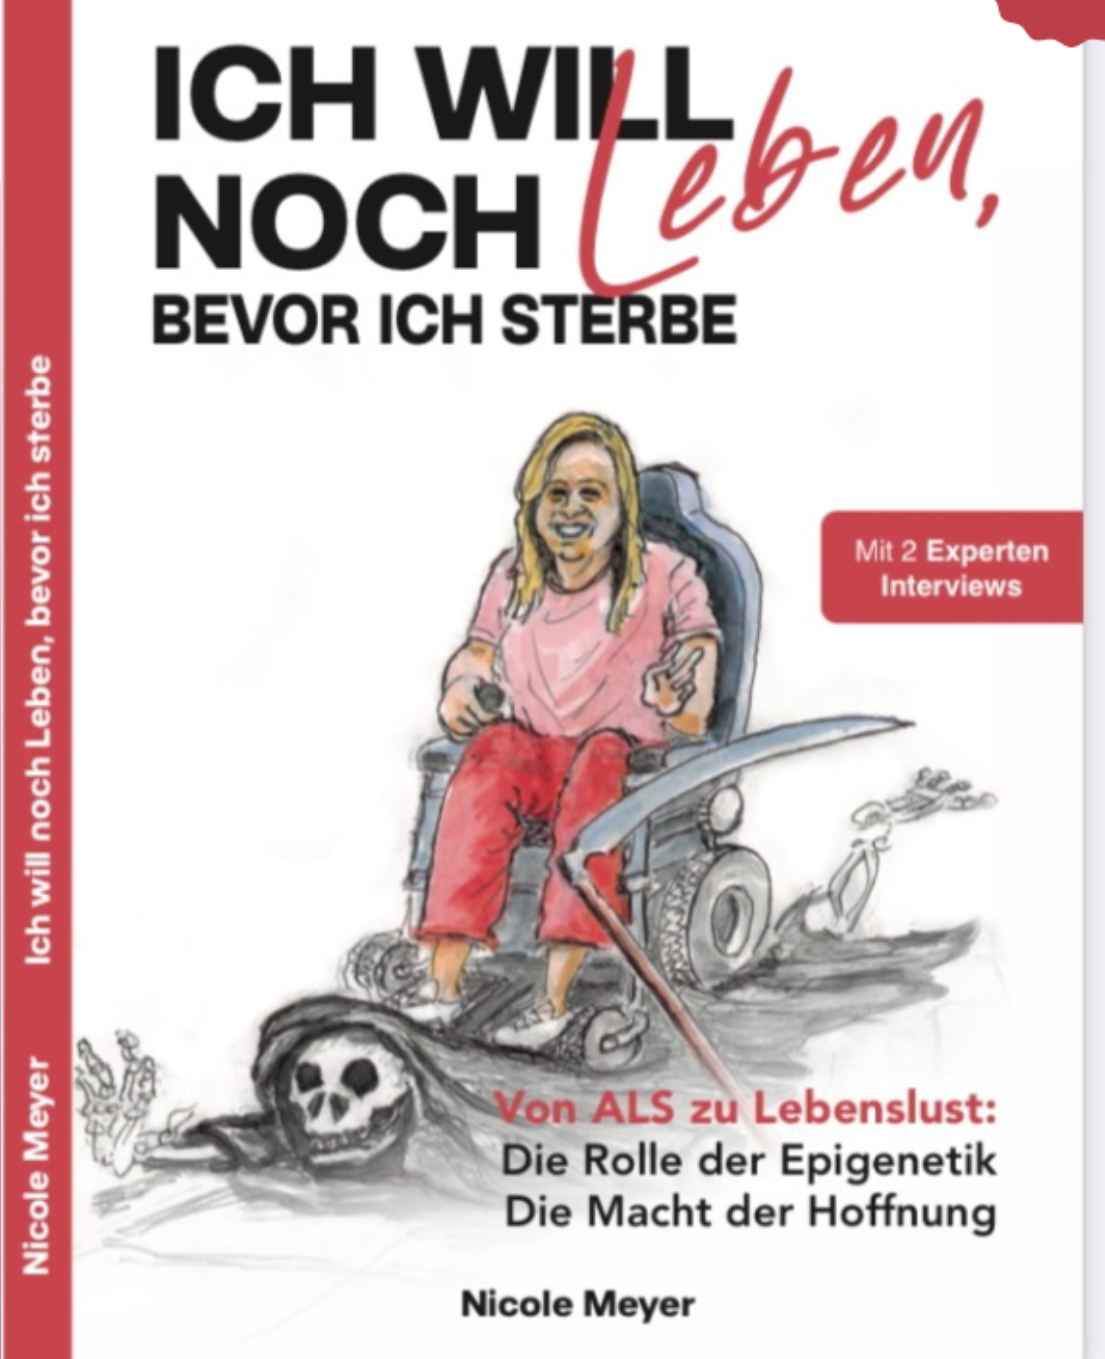 ICH WILL
NOCH Leben,
BEVOR ICH STERBE
Mit 2 Experten
Interviews
Von ALS zu Lebenslust:
Die Rolle der Epigenetik
Die Macht der Hoffnung
Nicole Meyer
Nicole Meyer Ich will noch Leben, bevor ich sterbe